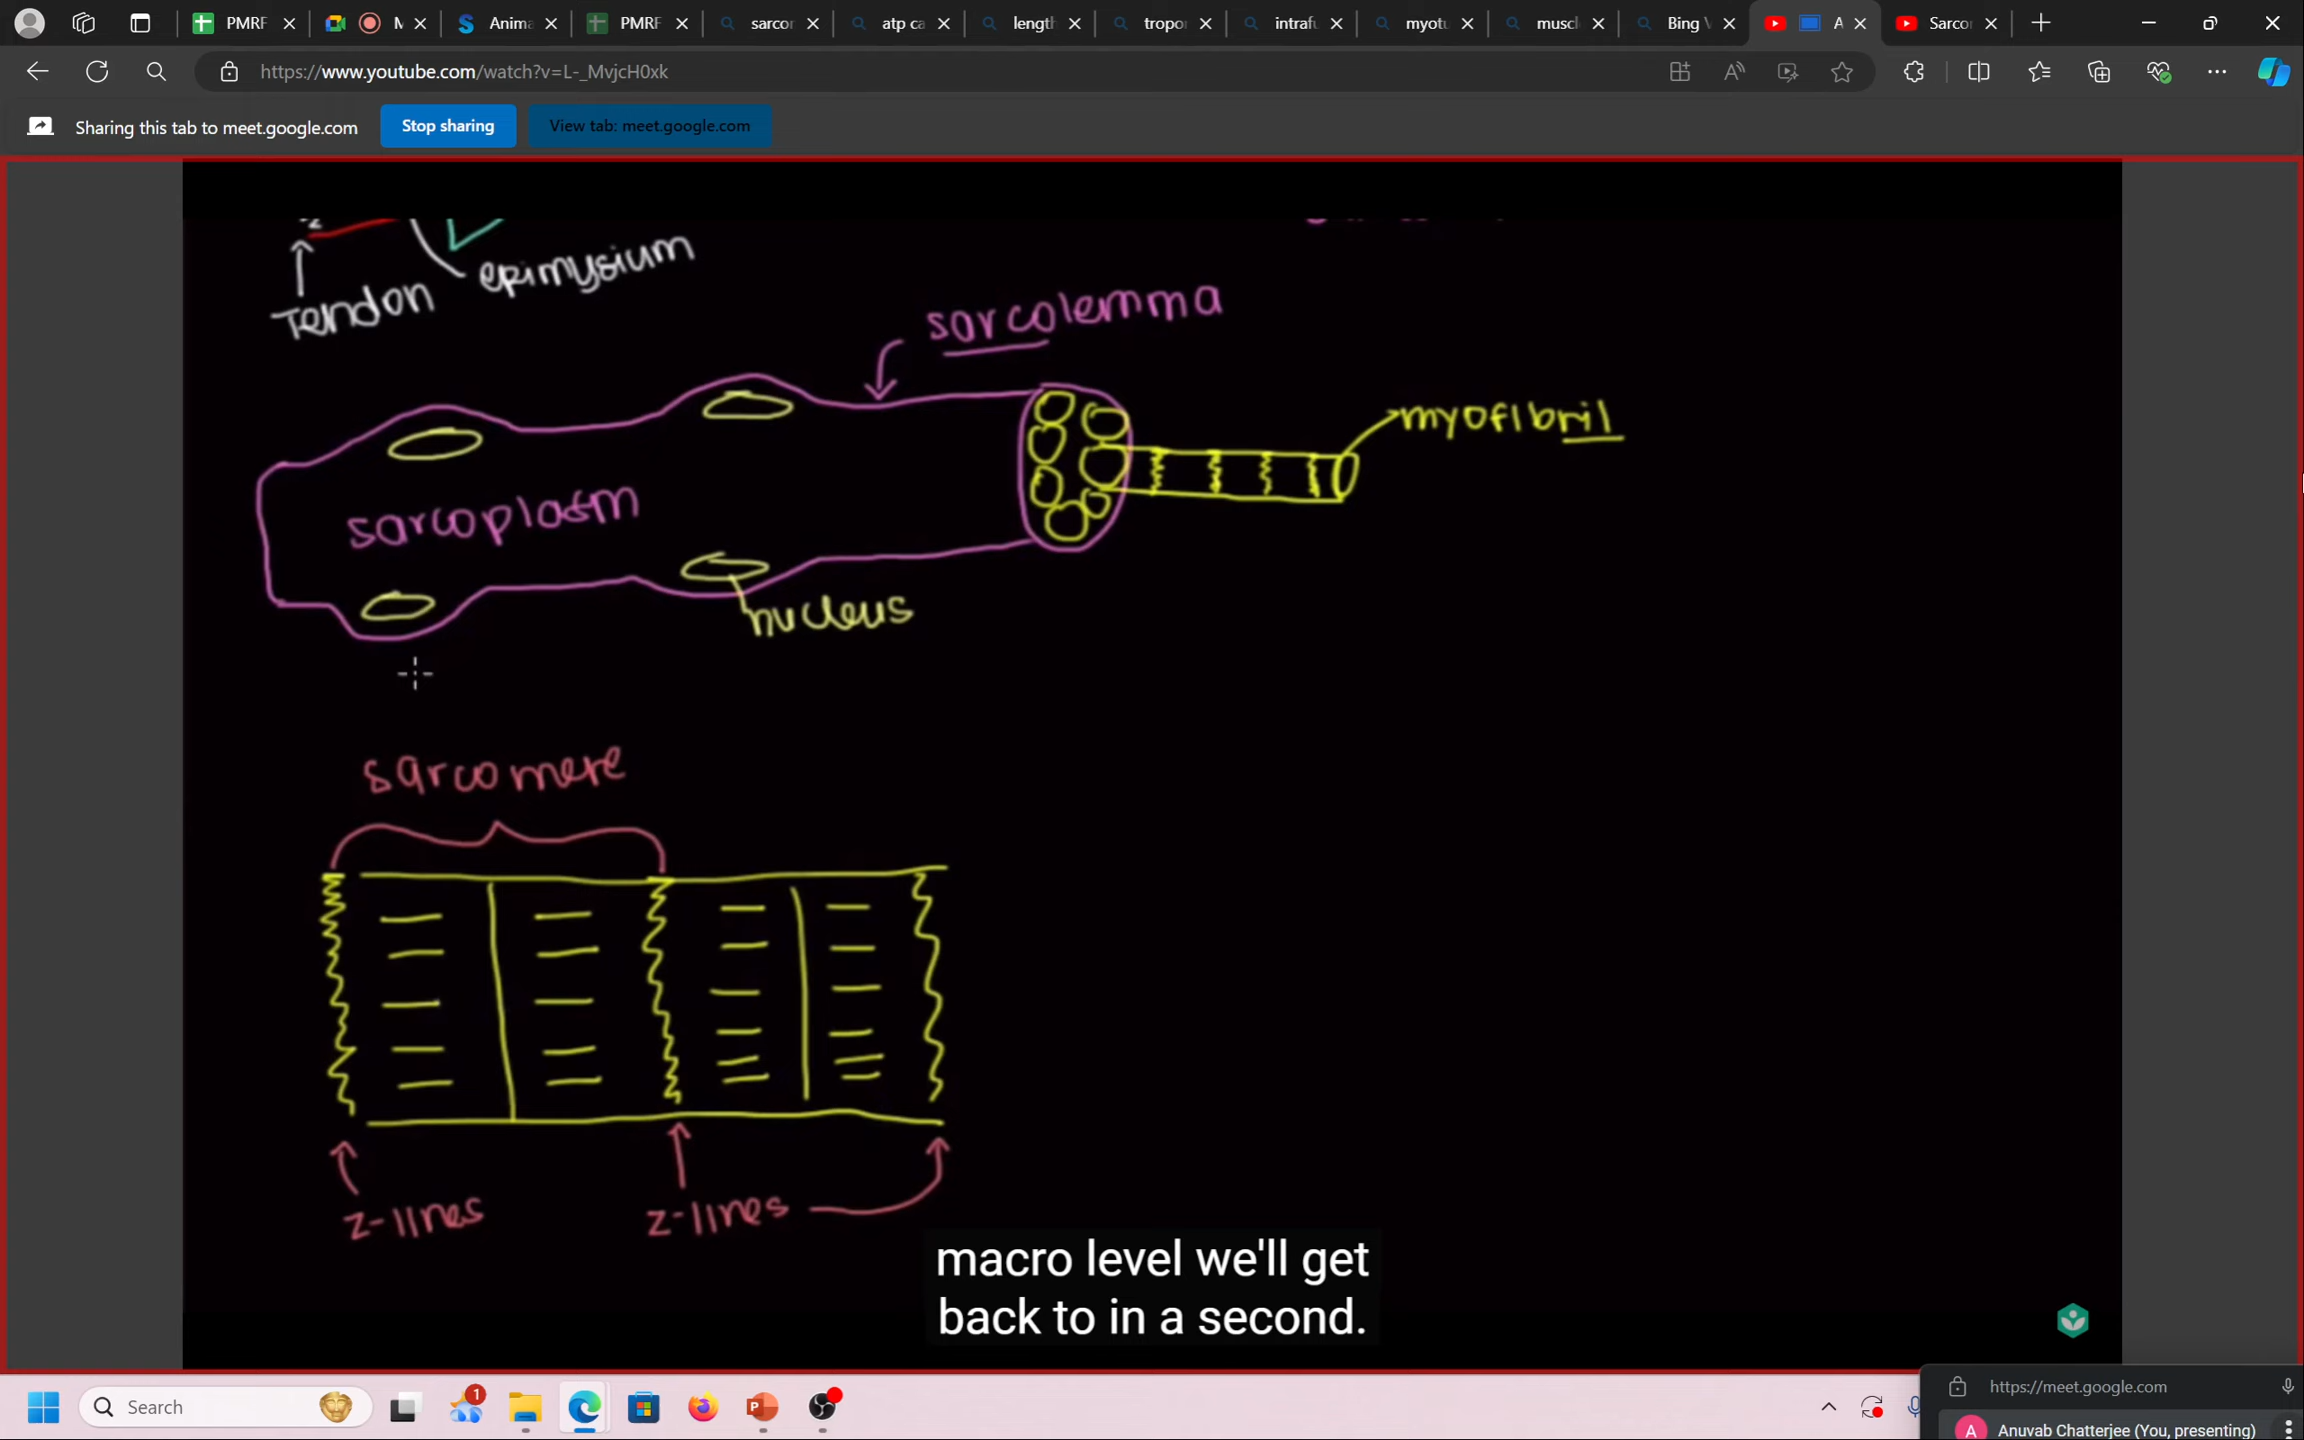 PMRF
M
Anima
PMRF
sarcor
atp ca
length
tropo
intrafu
myotu
muscl
Bing V
A
Sarco
https://www.youtube.com/watch?v=L-_MvjcH0xk
Sharing this tab to meet.google.com
Stop sharing
View tab: meet.google.com
epimysium
Tendon
sarcolemma
myofibril
sarcoplasm
nucleus
sarcomere
z-lines
z-lines
macro level we'll get
back to in a second.
Search
1
https://meet.google.com
A
Anuvab Chatterjee (You, presenting)